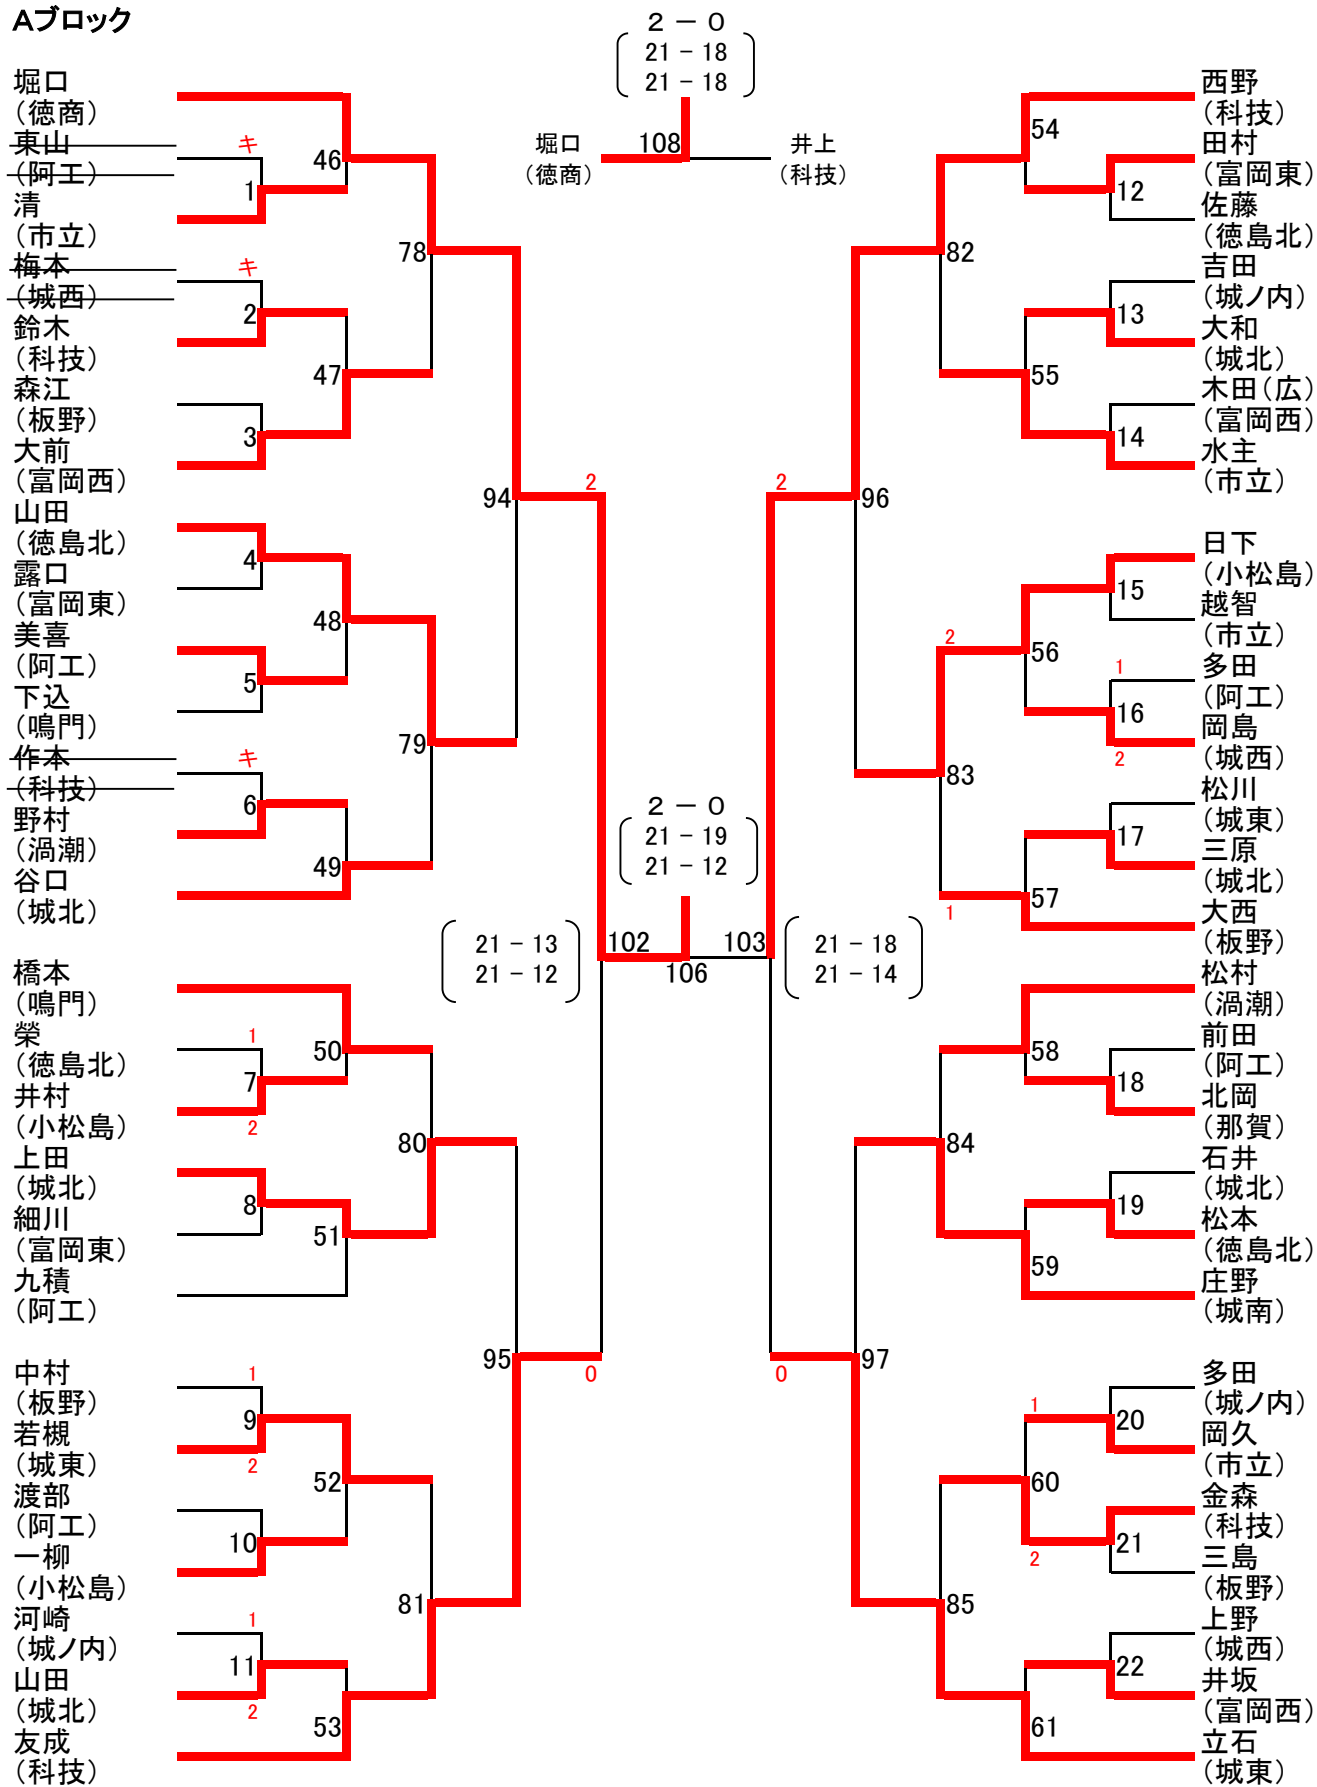 Aブロック
2 － 0
21 － 18
21 － 18
堀口
(徳商)
108
井上
(科技)
堀口
(徳商)
東山
(阿工)
キ
清
(市立)
1
46
梅本
(城西)
キ
鈴木
(科技)
2
78
森江
(板野)
47
大前
(富岡西)
3
山田
(徳島北)
94
2
露口
(富岡東)
4
美喜
(阿工)
48
下込
(鳴門)
5
作本
(科技)
キ
79
野村
(渦潮)
6
谷口
(城北)
49
橋本
(鳴門)
榮
(徳島北)
1
50
井村
(小松島)
7
2
上田
(城北)
80
細川
(富岡東)
8
51
九積
(阿工)
中村
(板野)
1
95
0
若槻
(城東)
9
2
渡部
(阿工)
52
一柳
(小松島)
10
河崎
(城ノ内)
1
81
山田
(城北)
11
2
友成
(科技)
53
2 － 0
21 － 19
21 － 12
21 － 13
21 － 12
102
106
103
21 － 18
21 － 14
西野
(科技)
54
田村
(富岡東)
12
佐藤
(徳島北)
82
吉田
(城ノ内)
13
大和
(城北)
55
木田(広)
(富岡西)
14
水主
(市立)
2
96
日下
(小松島)
15
越智
(市立)
2
56
多田
(阿工)
1
16
岡島
(城西)
2
83
松川
(城東)
17
三原
(城北)
57
大西
(板野)
1
松村
(渦潮)
58
前田
(阿工)
18
北岡
(那賀)
84
石井
(城北)
19
松本
(徳島北)
59
庄野
(城南)
0
97
多田
(城ノ内)
1
20
岡久
(市立)
60
金森
(科技)
21
三島
(板野)
2
85
上野
(城西)
22
井坂
(富岡西)
61
立石
(城東)